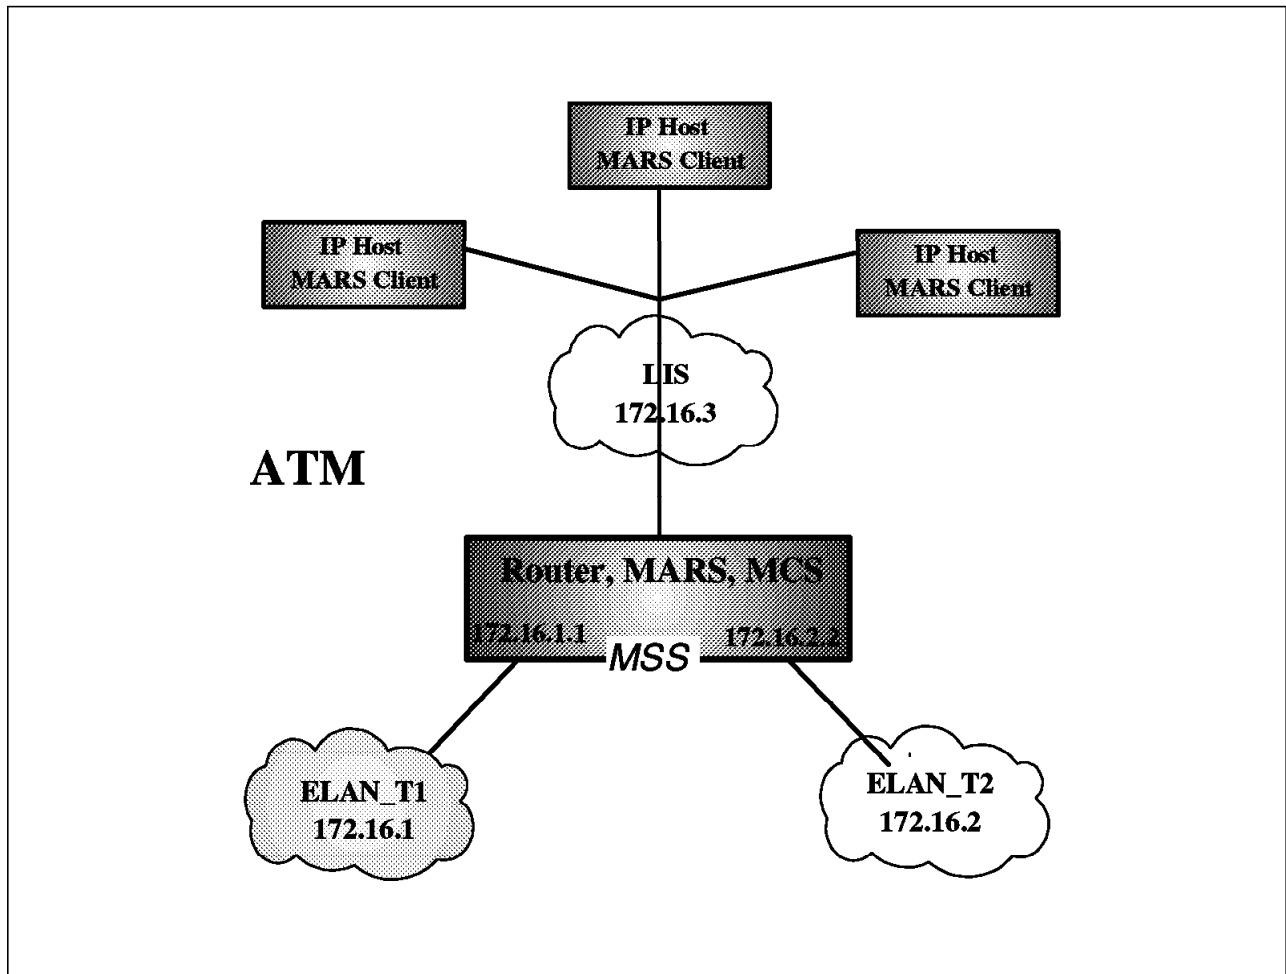 IP Host
MARS Client
IP Host
MARS Client
IP Host
MARS Client
LIS
172.16.3
ATM
Router, MARS, MCS
172.16.1.1
172.16.2.2
MSS
ELAN_T1
172.16.1
ELAN_T2
172.16.2